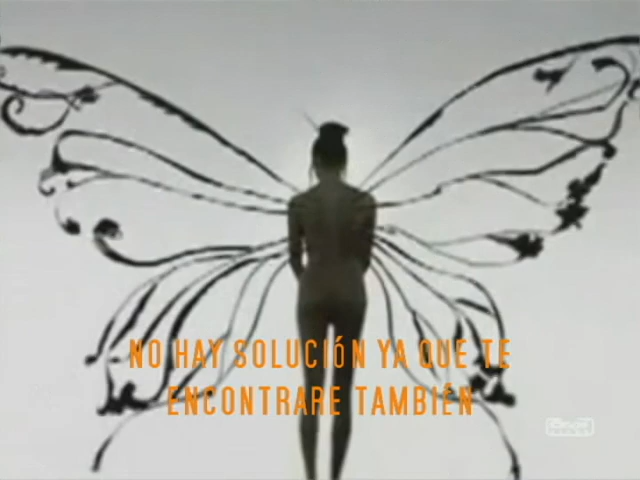 NO HAY SOLUCIÓN YA QUE TE
ENCONTRARE TAMBIÉN